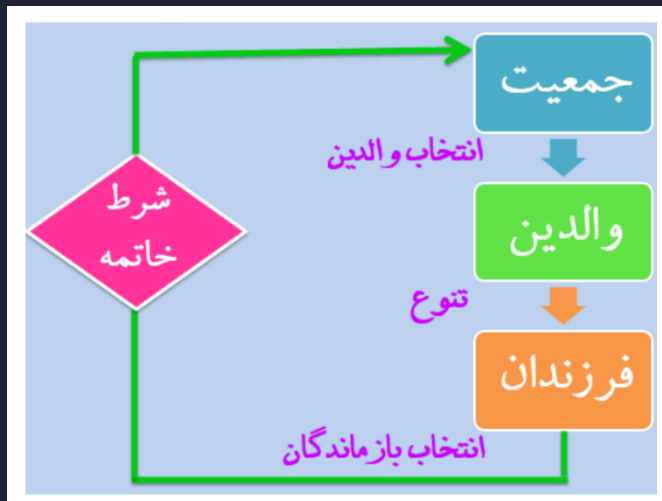 جمعیت
انتخاب والدین
والدین
شرط
خاتمه
تنوع
فرزندان
انتخاب بازماندگان